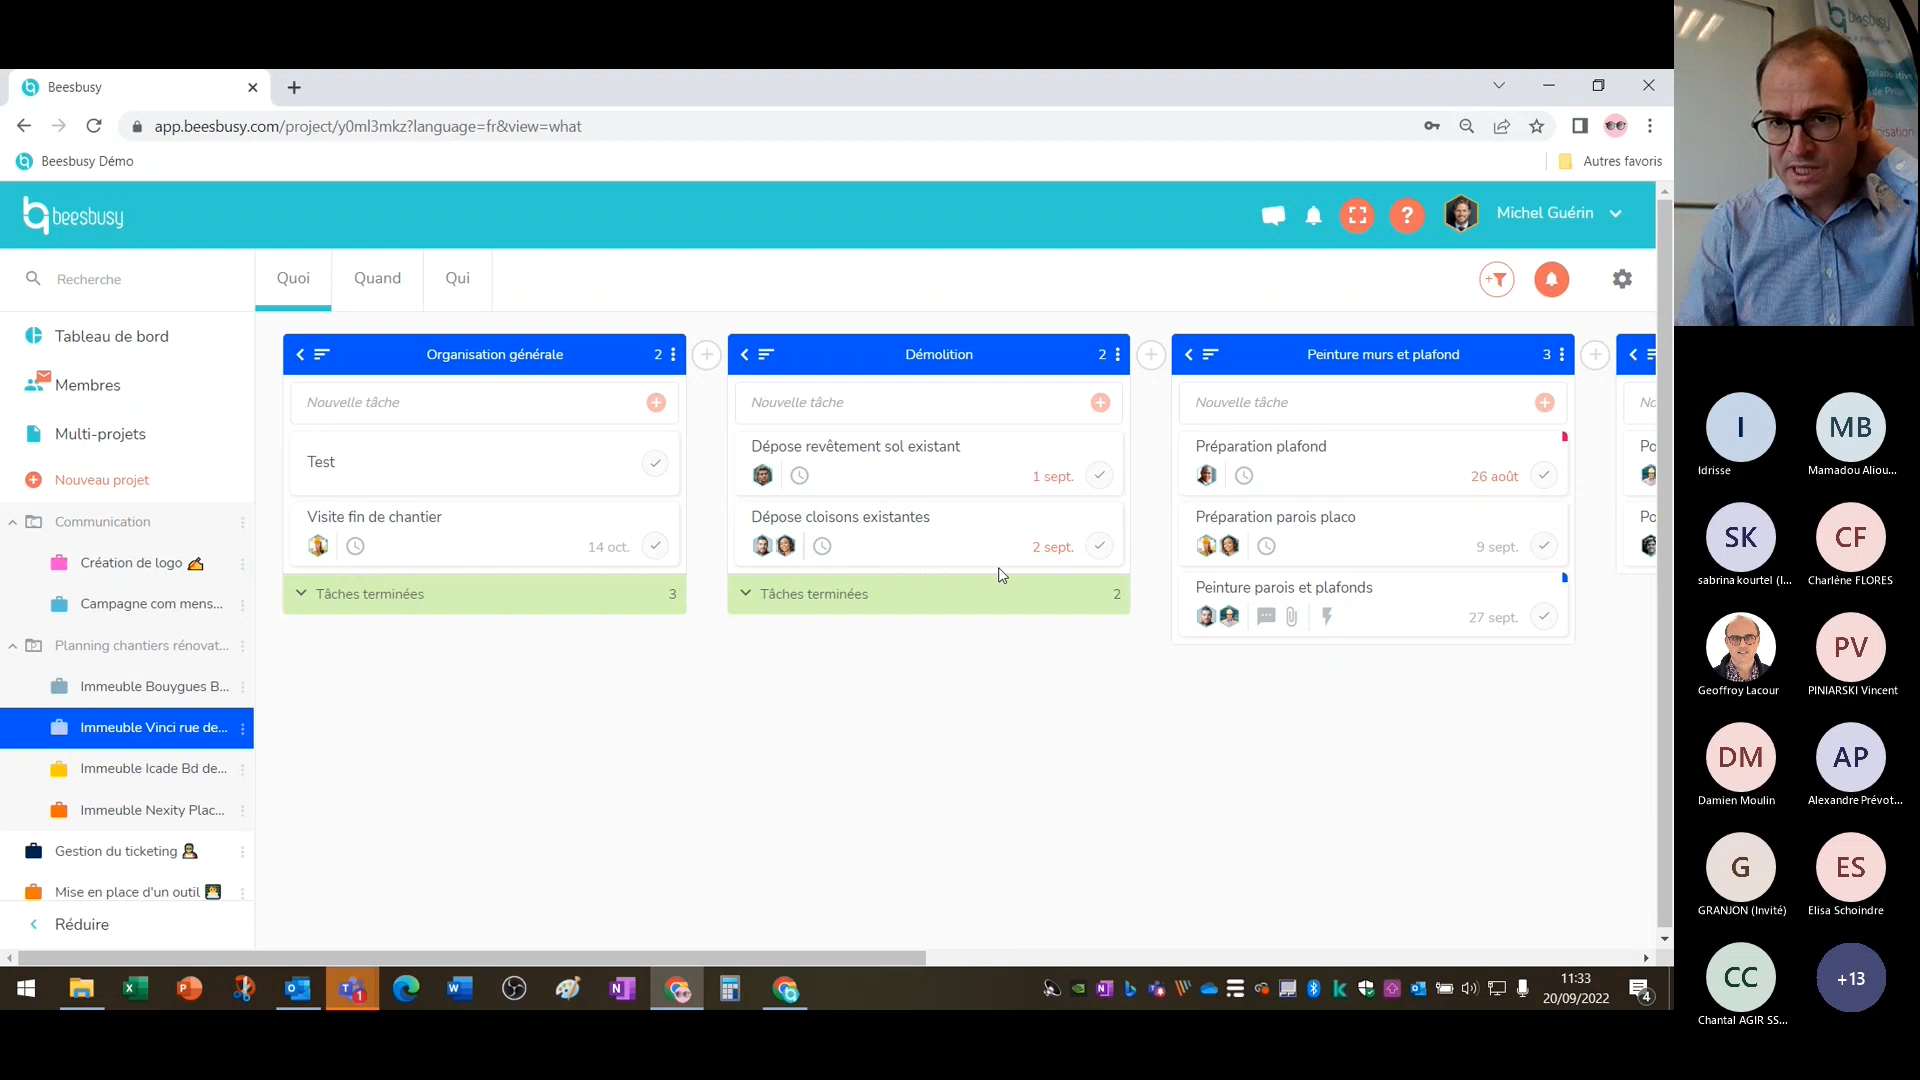 Beesbusy
app.beesbusy.com/project/y0ml3mkz?language=fr&view=what
Beesbusy Démo
Autres favoris
beesbusy
Michel Guérin
Recherche
Quoi
Quand
Qui
Tableau de bord
Membres
Multi-projets
Nouveau projet
Communication
Création de logo
Campagne com mens...
Planning chantiers rénovat...
Immeuble Bouygues B...
Immeuble Vinci rue de...
Immeuble Icade Bd de...
Immeuble Nexity Plac...
Gestion du ticketing
Mise en place d'un outil
Réduire
Organisation générale 2
Nouvelle tâche
Test
Visite fin de chantier
14 oct.
Tâches terminées 3
Démolition 2
Nouvelle tâche
Dépose revêtement sol existant
1 sept.
Dépose cloisons existantes
2 sept.
Tâches terminées 2
Peinture murs et plafond 3
Nouvelle tâche
Préparation plafond
26 août
Préparation parois placo
9 sept.
Peinture parois et plafonds
27 sept.
No
Po
Po
11:33
20/09/2022
4
1
beesbusy
I
Idrisse
MB
Mamadou Aliou...
SK
sabrina kourtel (I...
CF
Charlène FLORES
Geoffroy Lacour
PV
PINIARSKI Vincent
DM
Damien Moulin
AP
Alexandre Prévot...
G
GRANJON (Invité)
ES
Elisa Schoindre
CC
Chantal AGIR SS...
+13